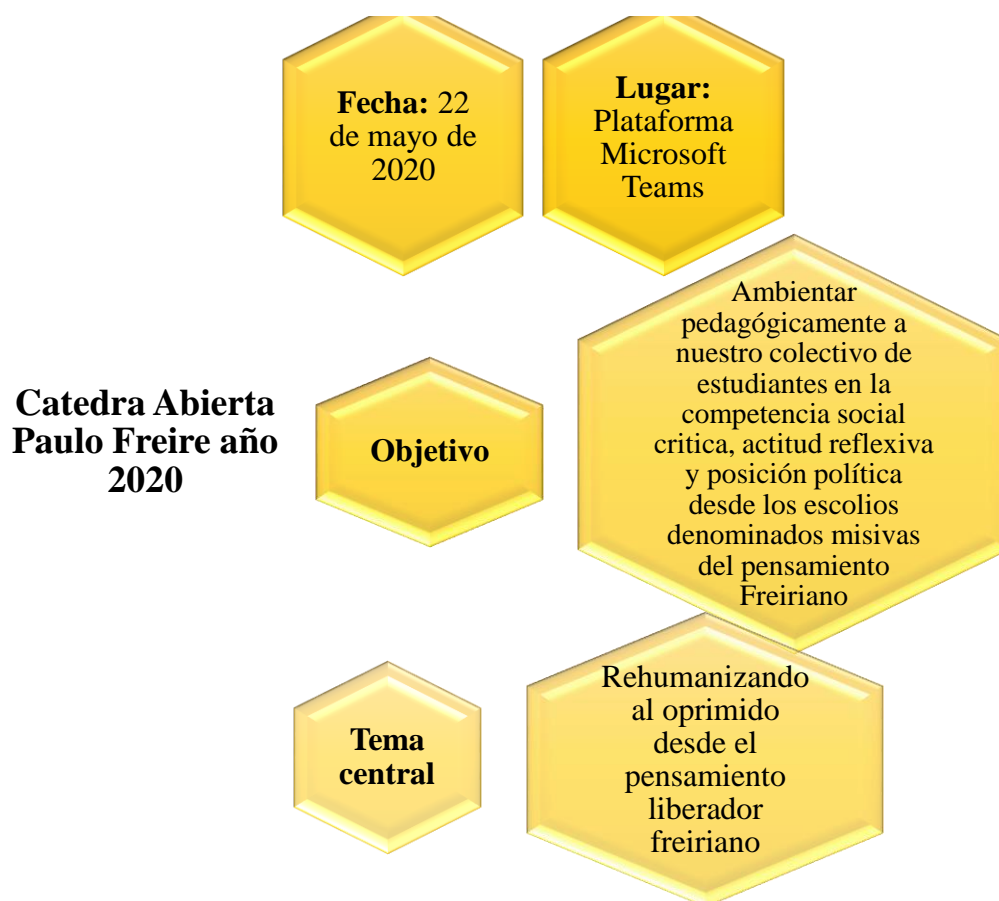 Fecha: 22
de mayo de
2020
Lugar:
Plataforma
Microsoft
Teams
Catedra Abierta
Paulo Freire año
2020
Objetivo
Ambientar
pedagógicamente a
nuestro colectivo de
estudiantes en la
competencia social
critica, actitud reflexiva
y posición política
desde los escolios
denominados misivas
del pensamiento
Freiriano
Tema
central
Rehumanizando
al oprimido
desde el
pensamiento
liberador
freiriano